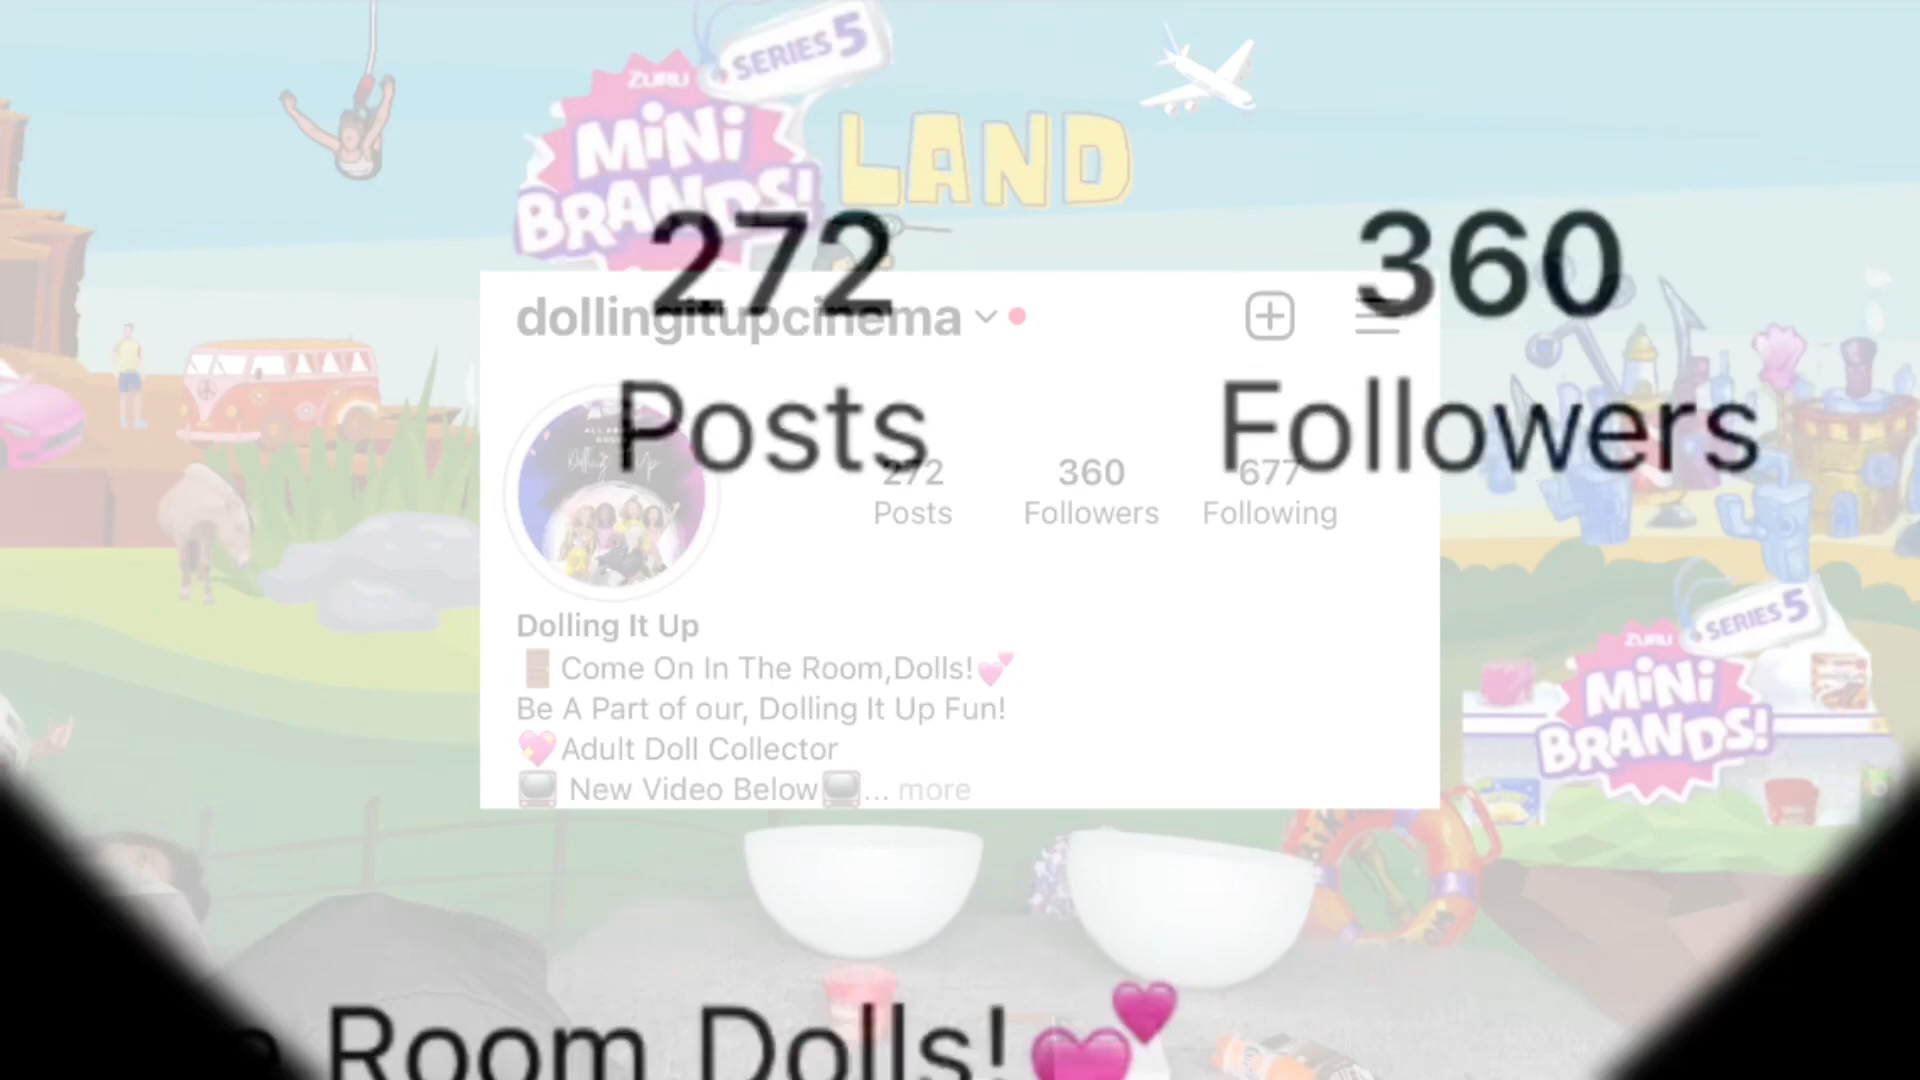 SERIES 5
ZURU
MiNi
BRANDS!
LAND
272
360
Posts
Followers
dollingitupcinema
272
360
677
Posts
Followers
Following
Dolling It Up
🚪 Come On In The Room,Dolls!💕
Be A Part of our, Dolling It Up Fun!
💖Adult Doll Collector
📺 New Video Below📺... more
SERIES 5
ZURU
MiNi
BRANDS!
Room Dolls!💕